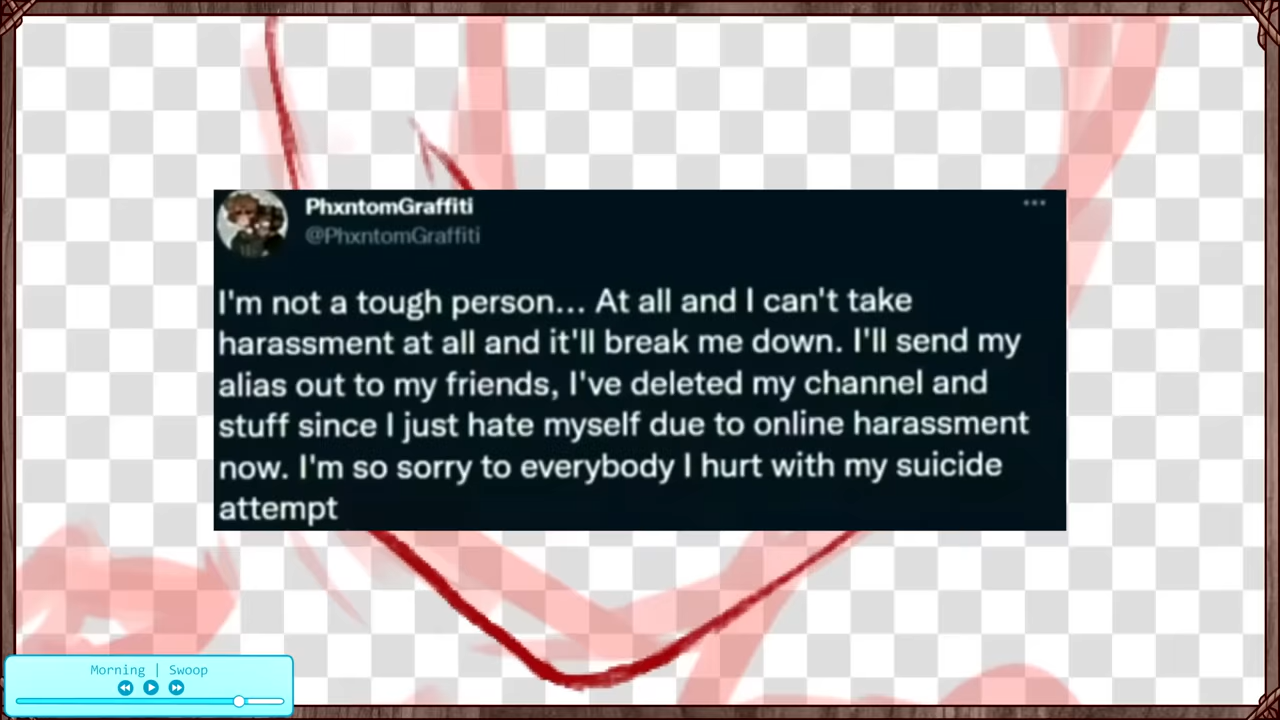 PhxntomGraffiti
@PhxntomGraffiti
I'm not a tough person... At all and I can't take
harassment at all and it'll break me down. I'll send my
alias out to my friends, I've deleted my channel and
stuff since I just hate myself due to online harassment
now. I'm so sorry to everybody I hurt with my suicide
attempt
Morning | Swoop